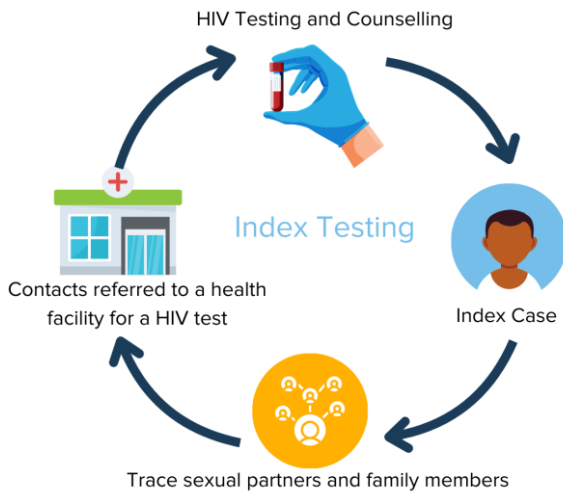 HIV Testing and Counselling
Index Testing
Index Case
Trace sexual partners and family members
Contacts referred to a health
facility for a HIV test